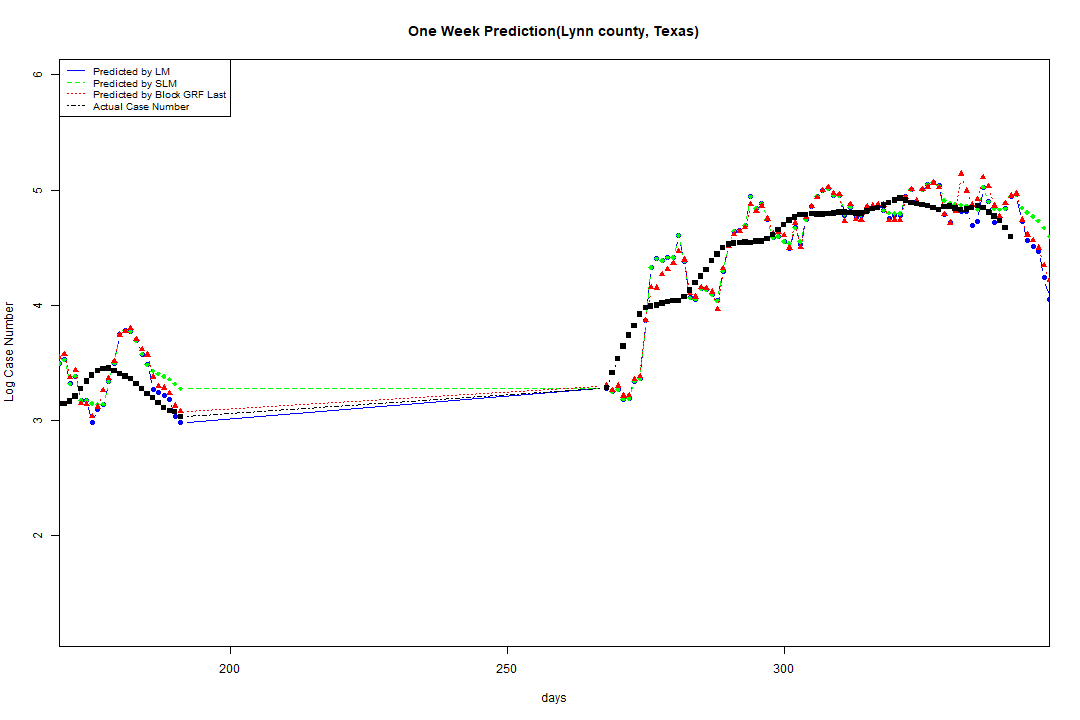 One Week Prediction(Lynn county, Texas)
Predicted by LM
Predicted by SLM
Predicted by Block GRF Last
Actual Case Number
6
5
4
3
2
Log Case Number
200
250
300
days